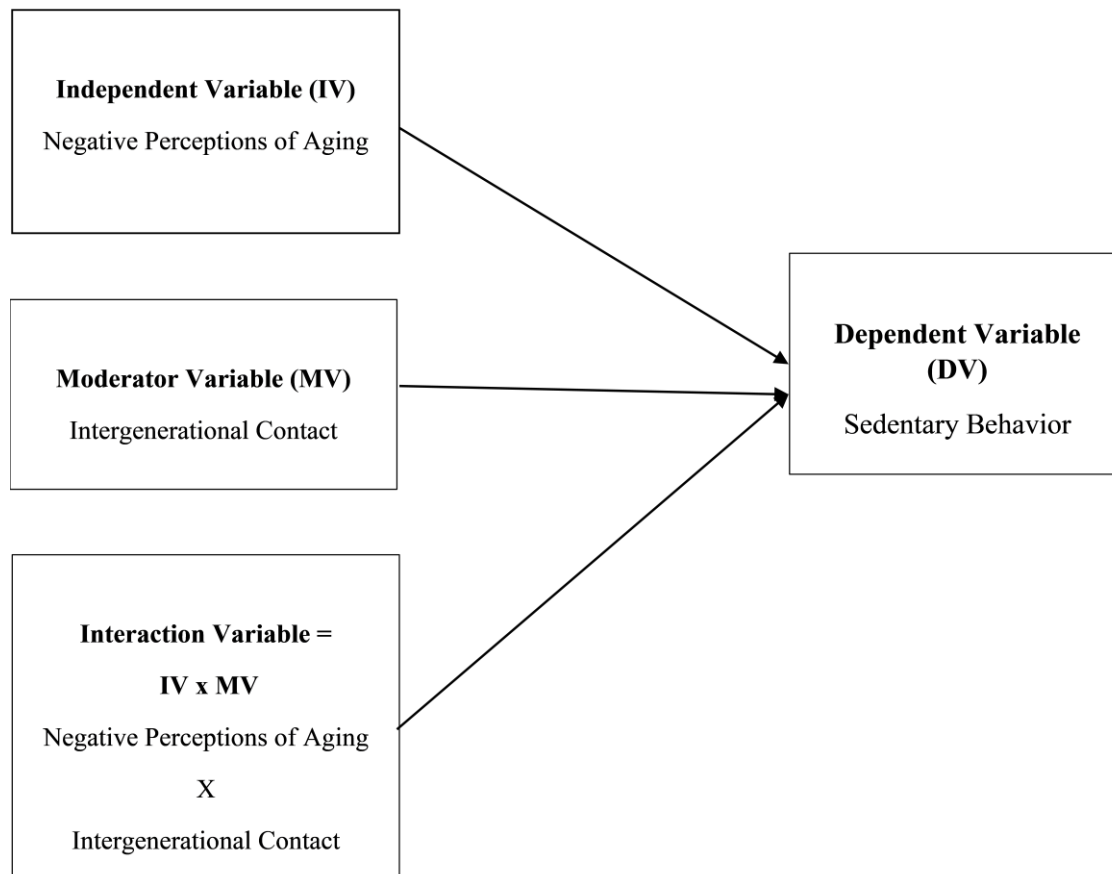 Independent Variable (IV)
Negative Perceptions of Aging
Moderator Variable (MV)
Intergenerational Contact
Interaction Variable =
IV x MV
Negative Perceptions of Aging
X
Intergenerational Contact
Dependent Variable
(DV)
Sedentary Behavior